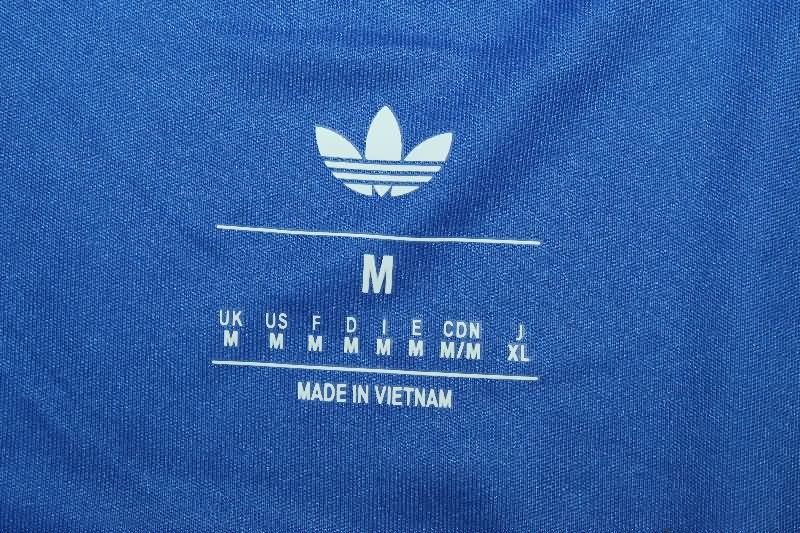 M
UK US F D I E CDN J
M M M M M M M/M XL
MADE IN VIETNAM